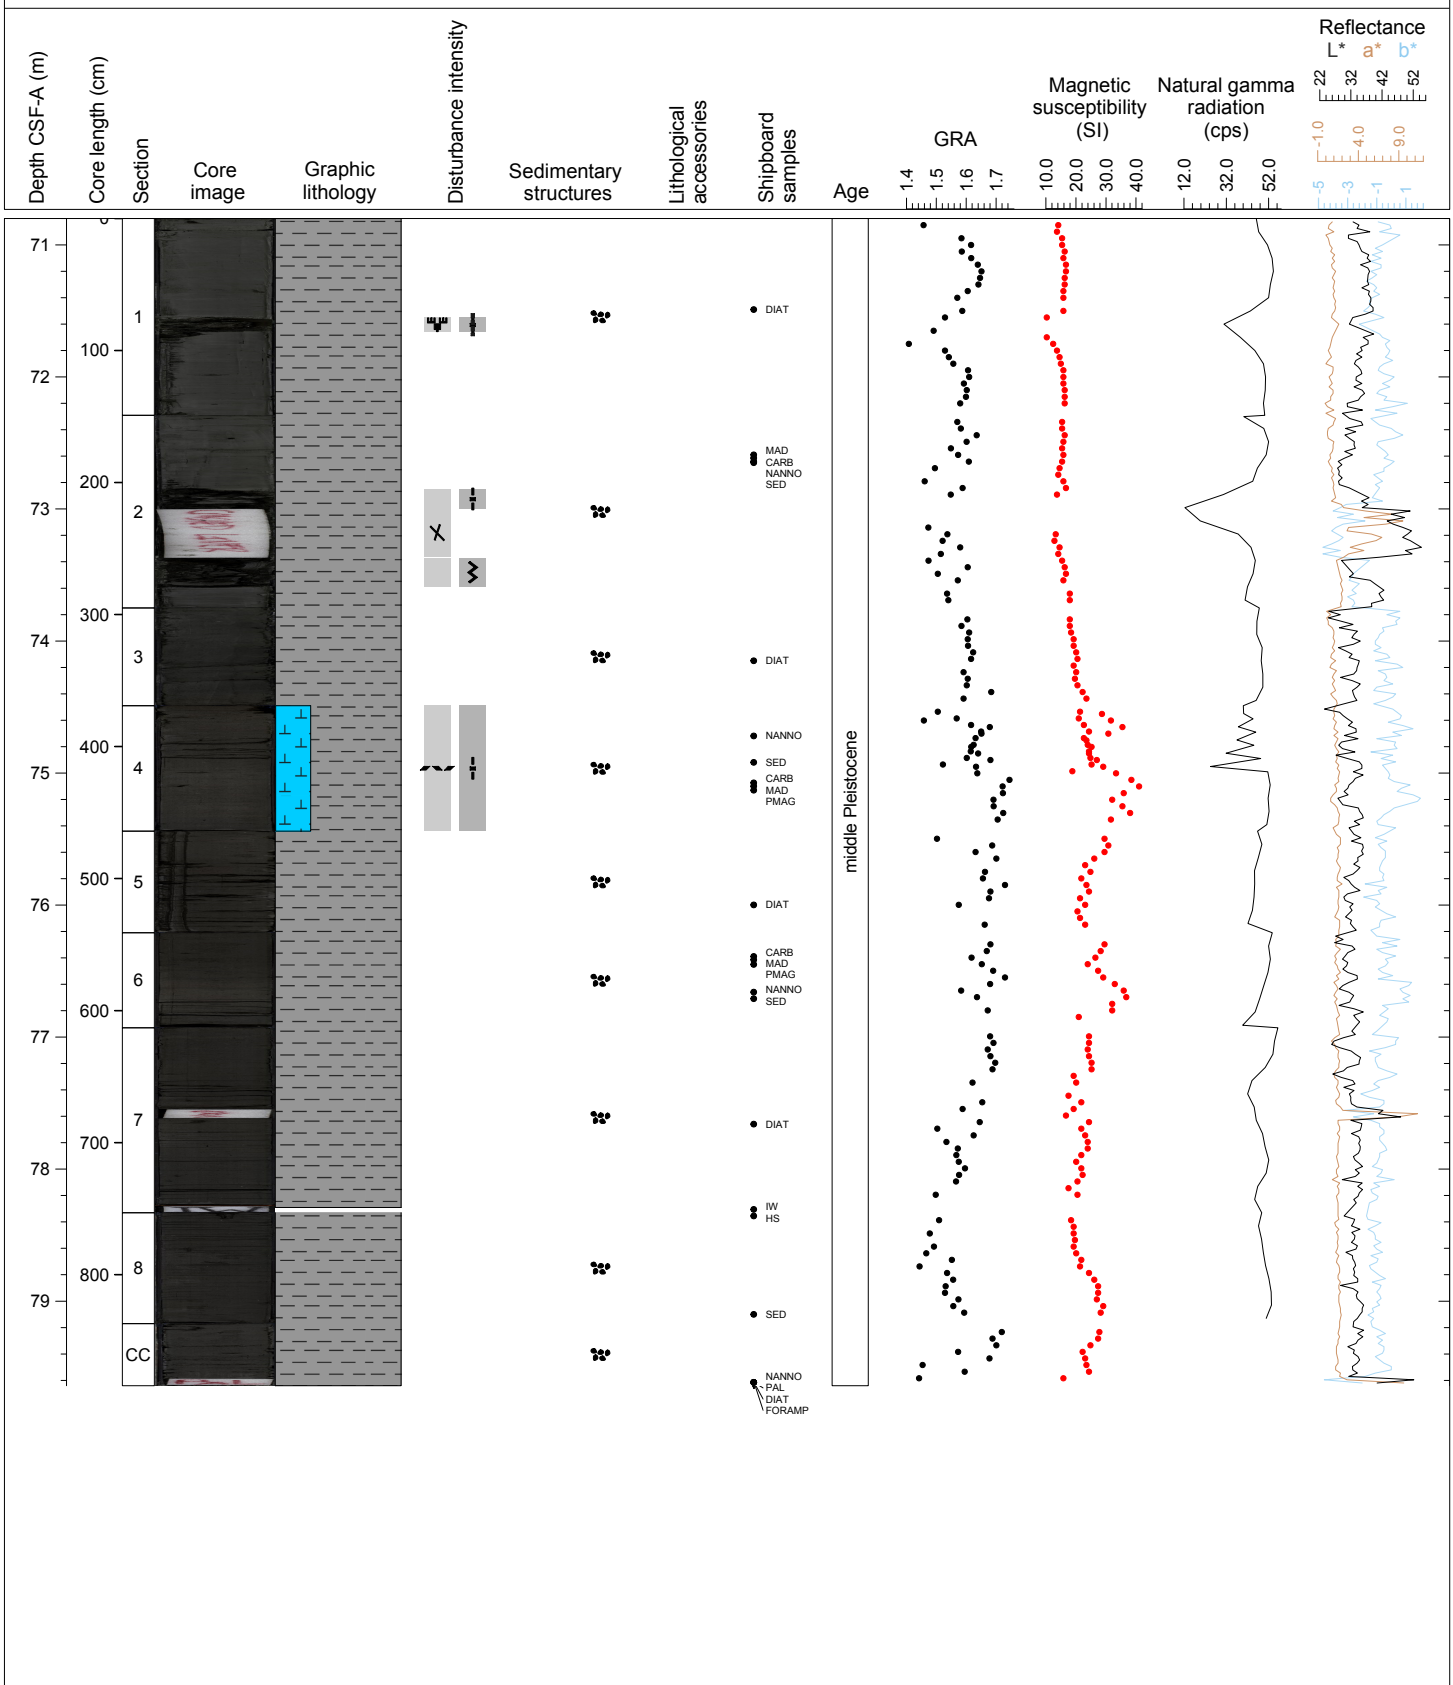 Depth CSF-A (m)
Core length (cm)
Section
Core
image
Graphic
lithology
Disturbance intensity
Sedimentary
structures
Lithological
accessories
Shipboard
samples
Age
GRA
1.4 1.5 1.6 1.7
Magnetic
susceptibility
(SI)
10.0 20.0 30.0 40.0
Natural gamma
radiation
(cps)
12.0 32.0 52.0
Reflectance
L* a* b*
22 32 42 52
-1.0 4.0 9.0
-5 -3 -1 1
71
72
73
74
75
76
77
78
79
0
100
200
300
400
500
600
700
800
1
2
3
4
5
6
7
8
CC
DIAT
MAD
CARB
NANNO
SED
DIAT
NANNO
SED
CARB
MAD
PMAG
DIAT
CARB
MAD
PMAG
NANNO
SED
DIAT
IW
HS
SED
NANNO
PAL
DIAT
FORAMP
middle Pleistocene